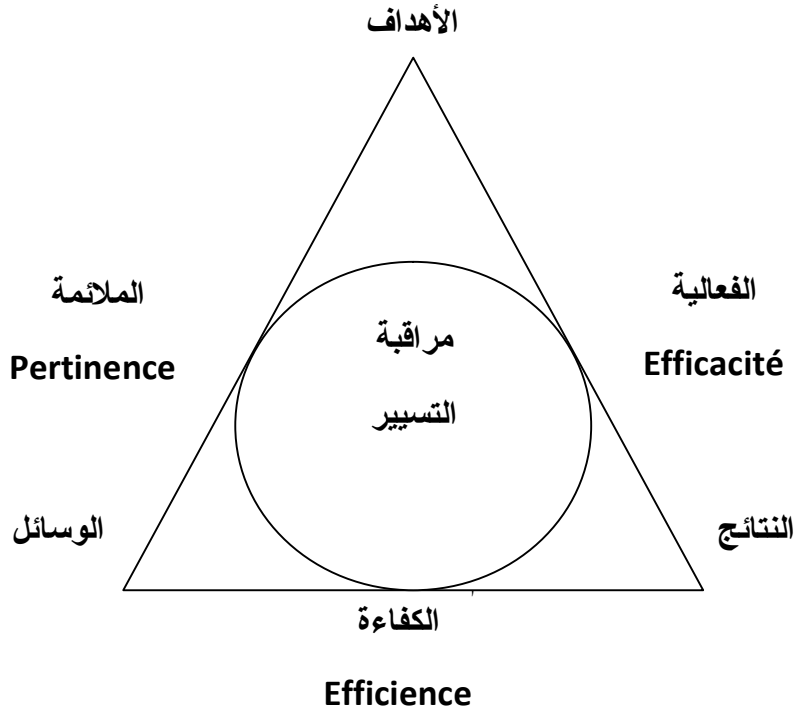 الأهداف
الملائمة
Pertinence
الفعالية
Efficacité
مراقبة
التسيير
الوسائل
النتائج
الكفاءة
Efficience